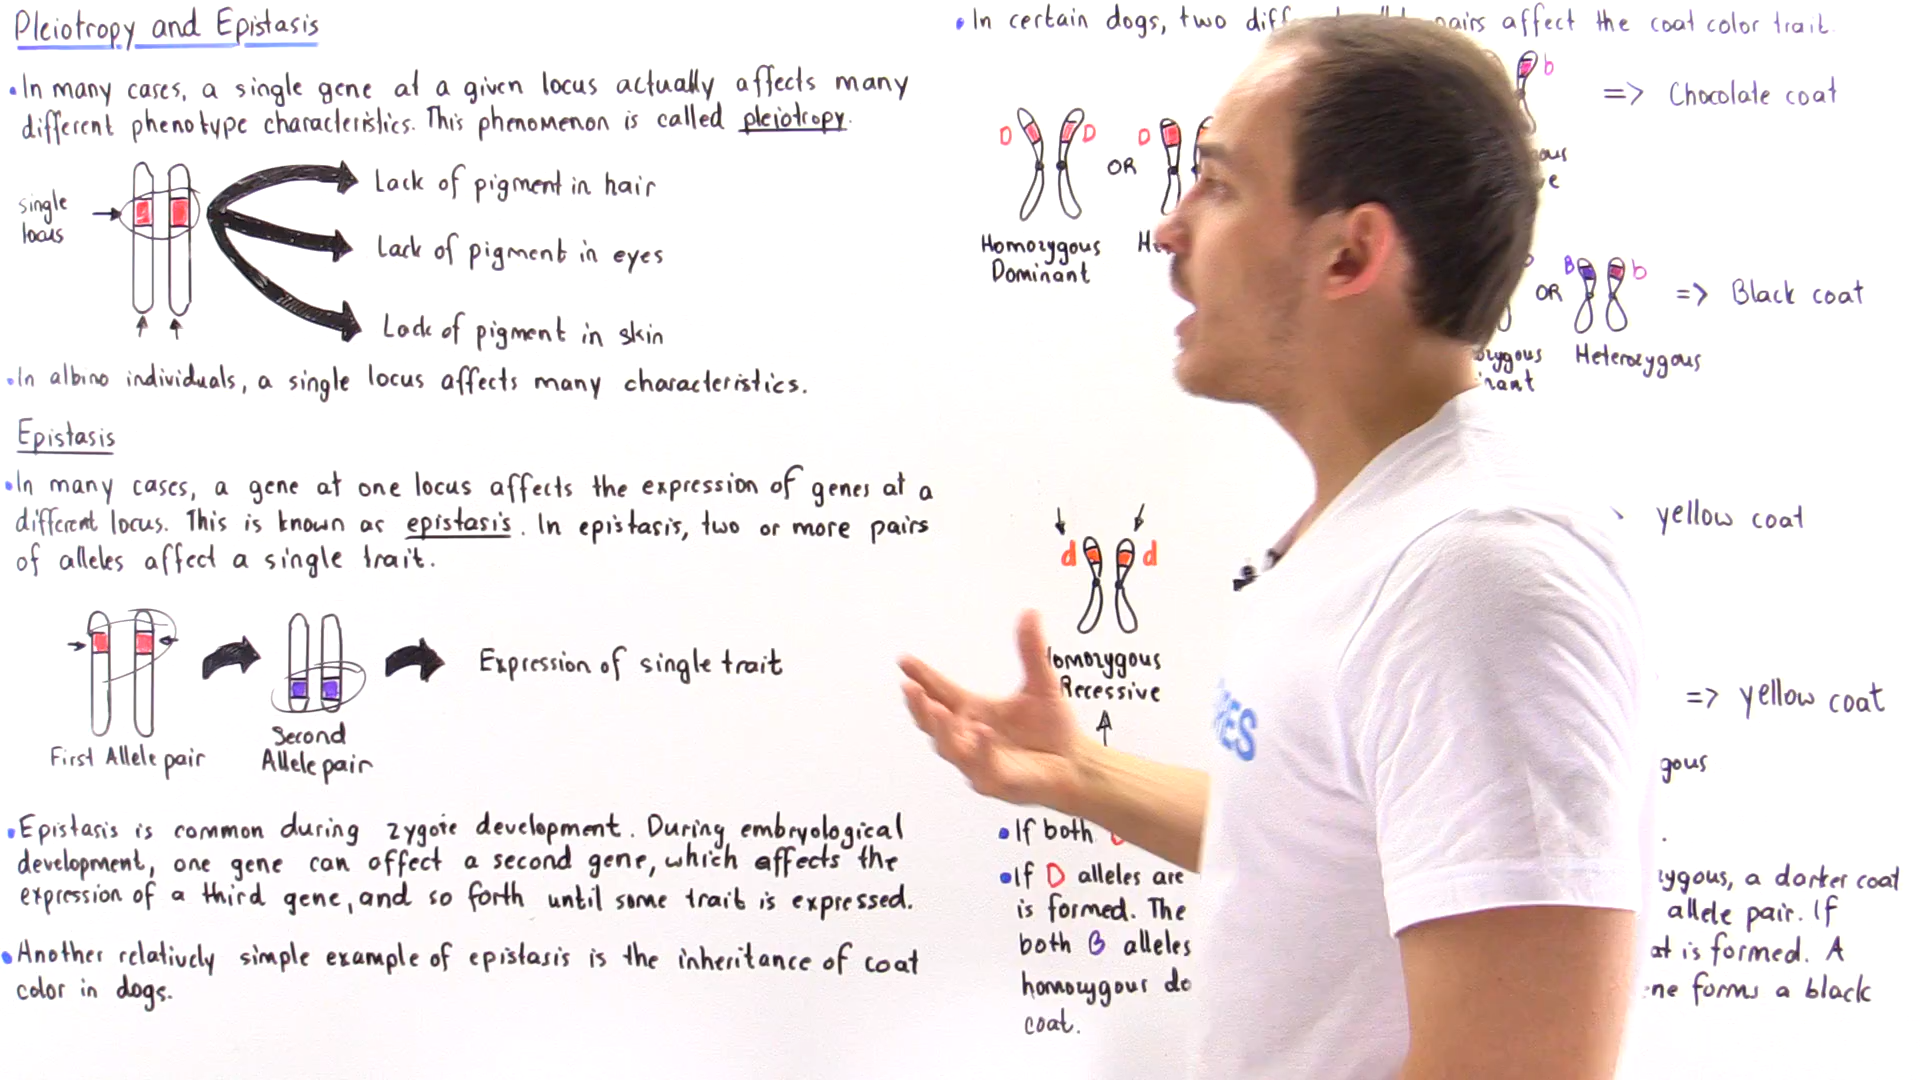 Pleiotropy and Epistasis
• In many cases, a single gene at a given locus actually affects many
different phenotype characteristics. This phenomenon is called pleiotropy.
single
locus
Lack of pigment in hair
Lack of pigment in eyes
Lack of pigment in skin
• In albino individuals, a single locus affects many characteristics.
Epistasis
• In many cases, a gene at one locus affects the expression of genes at a
different locus. This is known as epistasis. In epistasis, two or more pairs
of alleles affect a single trait.
Expression of single trait
First Allele pair
Second
Allele pair
• Epistasis is common during zygote development. During embryological
development, one gene can affect a second gene, which affects the
expression of a third gene, and so forth until some trait is expressed.
• Another relatively simple example of epistasis is the inheritance of coat
color in dogs.
• In certain dogs, two affect the coat color trait.
b
=> Chocolate coat
D D OR D
Homozygous
Dominant
OR B b => Black coat
Heterozygous
yellow coat
d d
Homozygous
Recessive
=> yellow coat
• If both
• If D alleles are a darker coat
is formed. The allele pair. If
both B alleles is formed. A
homozygous forms a black
coat.